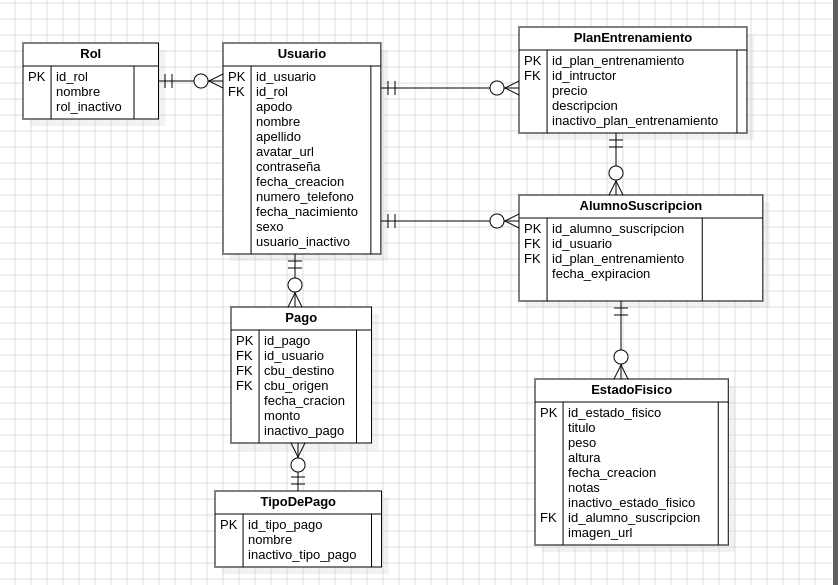 Rol
PK id_rol
nombre
rol_inactivo
Usuario
PK id_usuario
FK id_rol
apodo
nombre
apellido
avatar_url
contraseña
fecha_creacion
numero_telefono
fecha_nacimiento
sexo
usuario_inactivo
PlanEntrenamiento
PK id_plan_entrenamiento
FK id_intructor
precio
descripcion
inactivo_plan_entrenamiento
AlumnoSuscripcion
PK id_alumno_suscripcion
FK id_usuario
FK id_plan_entrenamiento
fecha_expiracion
Pago
PK id_pago
FK id_usuario
FK cbu_destino
FK cbu_origen
fecha_cracion
monto
inactivo_pago
EstadoFisico
PK id_estado_fisico
titulo
peso
altura
fecha_creacion
notas
inactivo_estado_fisico
FK id_alumno_suscripcion
imagen_url
TipoDePago
PK id_tipo_pago
nombre
inactivo_tipo_pago